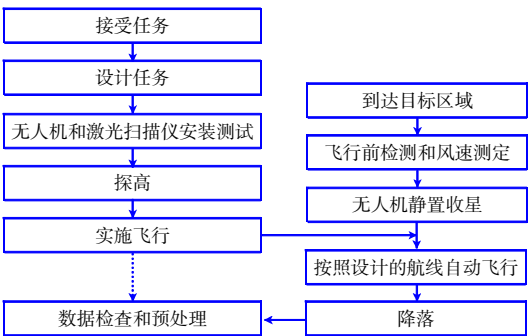 接受任务
设计任务
无人机和激光扫描仪安装测试
探高
实施飞行
数据检查和预处理
到达目标区域
飞行前检测和风速测定
无人机静置收星
按照设计的航线自动飞行
降落